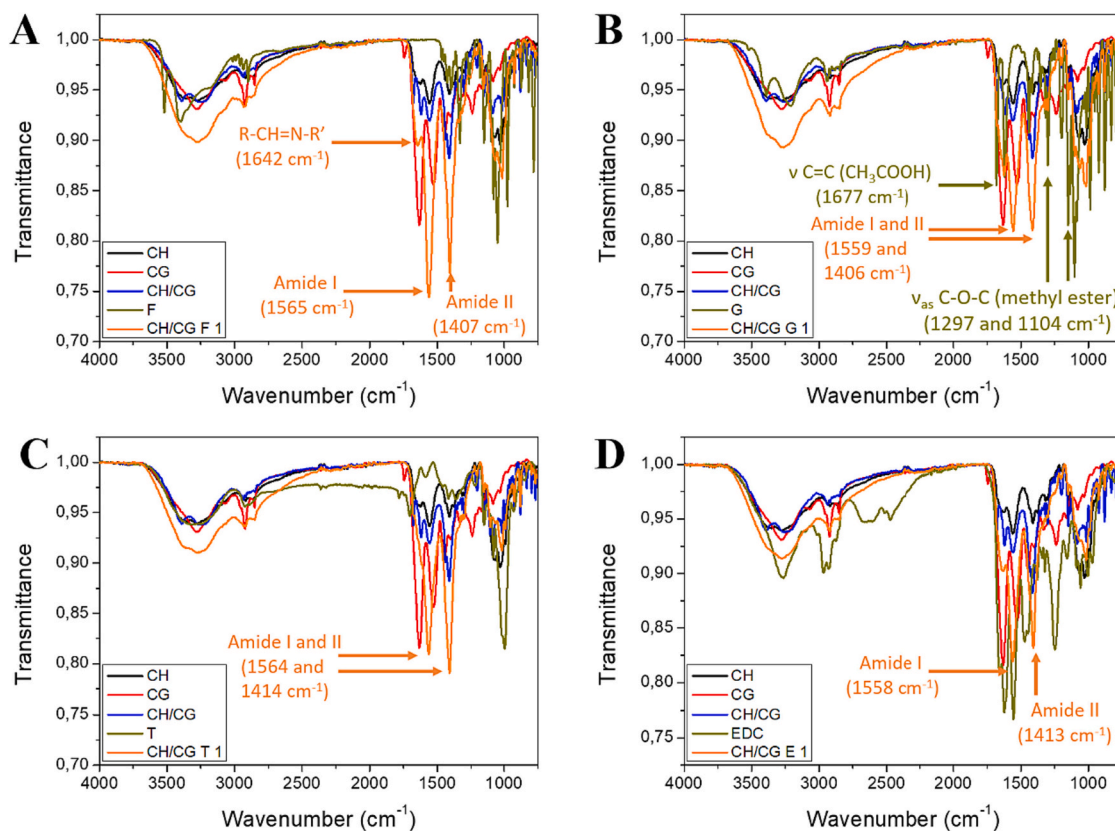 A
1,00
0,95
0,90
0,85
0,80
0,75
0,70
Transmittance
R-CH=N-R′
(1642 cm⁻¹)
Amide I
(1565 cm⁻¹)
Amide II
(1407 cm⁻¹)
CH
CG
CH/CG
F
CH/CG F 1
4000 3500 3000 2500 2000 1500 1000
Wavenumber (cm⁻¹)
B
1,00
0,95
0,90
0,85
0,80
0,75
0,70
Transmittance
ν C=C (CH₃COOH)
(1677 cm⁻¹)
Amide I and II
(1559 and
1406 cm⁻¹)
νas C-O-C (methyl ester)
(1297 and 1104 cm⁻¹)
CH
CG
CH/CG
G
CH/CG G 1
4000 3500 3000 2500 2000 1500 1000
Wavenumber (cm⁻¹)
C
1,00
0,95
0,90
0,85
0,80
0,75
0,70
Transmittance
Amide I and II
(1564 and
1414 cm⁻¹)
CH
CG
CH/CG
T
CH/CG T 1
4000 3500 3000 2500 2000 1500 1000
Wavenumber (cm⁻¹)
D
1,00
0,95
0,90
0,85
0,80
0,75
Transmittance
Amide I
(1558 cm⁻¹)
Amide II
(1413 cm⁻¹)
CH
CG
CH/CG
EDC
CH/CG E 1
4000 3500 3000 2500 2000 1500 1000
Wavenumber (cm⁻¹)